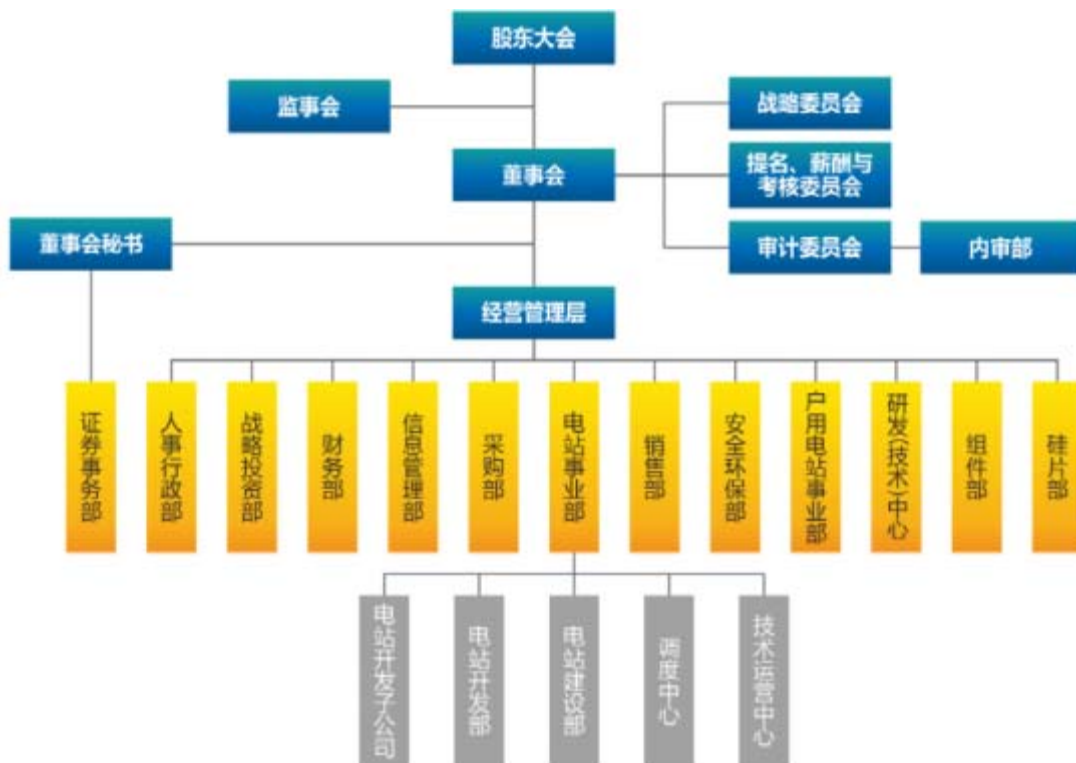 股东大会
监事会
战略委员会
董事会
提名、薪酬与
考核委员会
董事会秘书
审计委员会
内审部
经营管理层
证券事务部
人事行政部
战略投资部
财务部
信息管理部
采购部
电站事业部
销售部
安全环保部
户用电站事业部
研发(技术)中心
组件部
硅片部
电站开发子公司
电站开发部
电站建设部
调度中心
技术运营中心